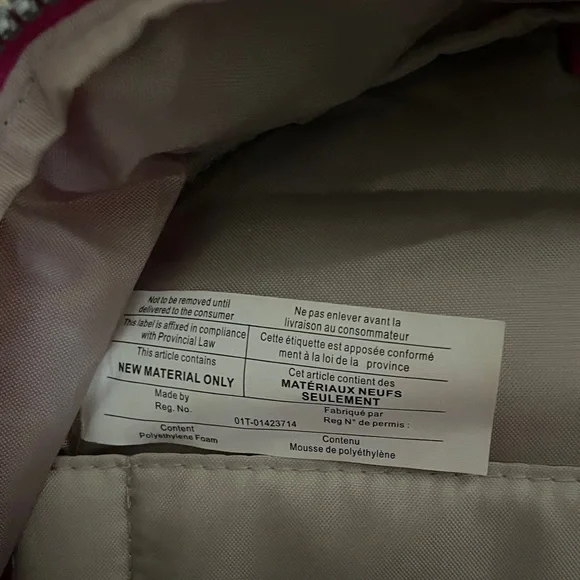 Not to be removed until
delivered to the consumer
Ne pas enlever avant la
livraison au consommateur
This label is affixed in compliance
with Provincial Law
Cette étiquette est apposée conformé
ment à la loi de la province
This article contains
NEW MATERIAL ONLY
Cet article contient des
MATÉRIAUX NEUFS
SEULEMENT
Made by
Reg. No.
01T-01423714
Fabriqué par
Reg N° de permis :
Content
Polyethylene Foam
Contenu
Mousse de polyéthylène